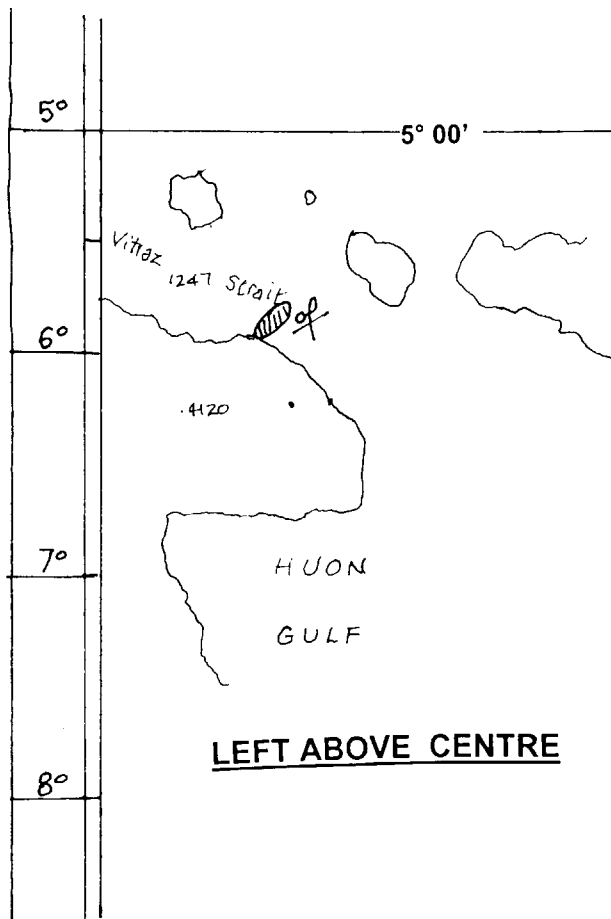 5°
5° 00'
Vitiaz 1247 Strait
6°
.4120
7°
HUON
GULF
LEFT ABOVE CENTRE
8°